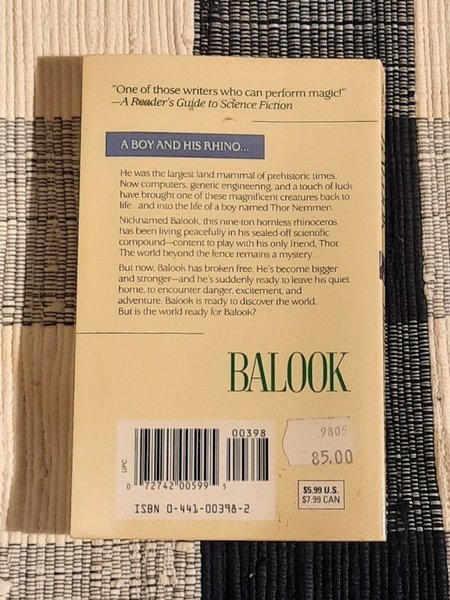 "One of those writers who can perform magic!"
—A Reader's Guide to Science Fiction
A BOY AND HIS RHINO...
He was the largest land mammal of prehistoric times.
Now computers, genetic engineering, and a touch of luck
have brought one of these magnificent creatures back to
life...and into the life of a boy named Thor Nemmen.
Nicknamed Balook, this nine-ton hornless rhinoceros
has been living peacefully in his sealed-off scientific
compound—content to play with his only friend, Thor.
The world beyond the fence remains a mystery...
But now, Balook has broken free. He's become bigger
and stronger—and he's suddenly ready to leave his quiet
home, to encounter danger, excitement, and
adventure. Balook is ready to discover the world.
But is the world ready for Balook?
BALOOK
00398
UPC
0 72742 00599 5
ISBN 0-441-00398-2
9805
85.00
$5.99 U.S.
$7.99 CAN